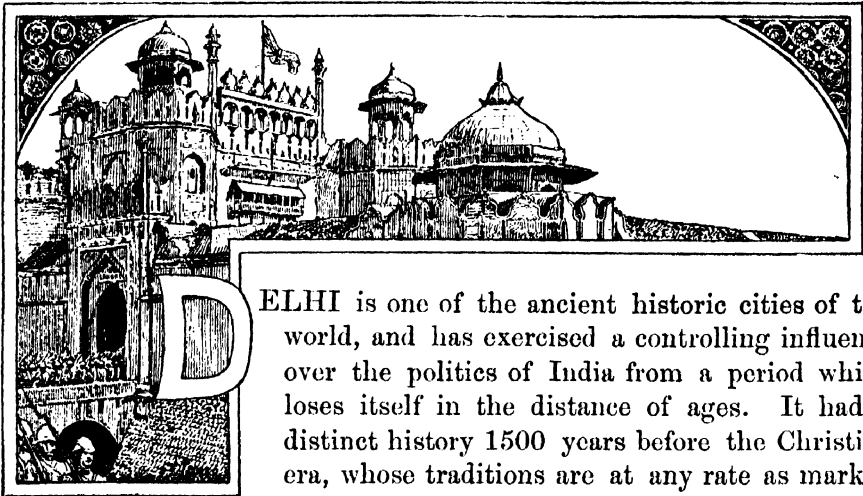 DELHI is one of the ancient historic cities of t
world, and has exercised a controlling influen
over the politics of India from a period whi
loses itself in the distance of ages. It had
distinct history 1500 years before the Christi
era, whose traditions are at any rate as mark